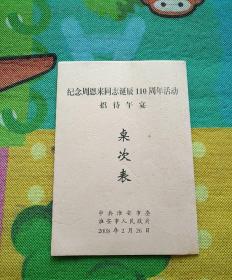 纪念周恩来同志诞辰110周年活动
招待午宴
桌次表
中共淮安市委
淮安市人民政府
2008年2月26日